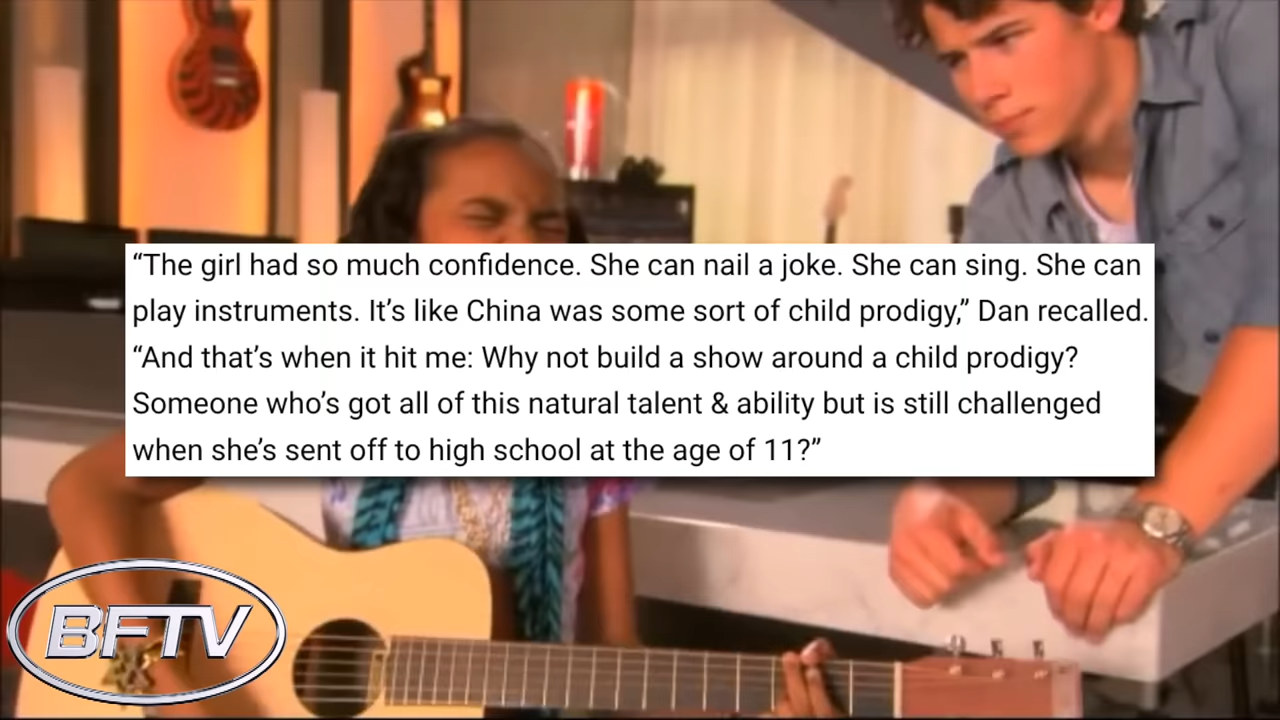 “The girl had so much confidence. She can nail a joke. She can sing. She can
play instruments. It’s like China was some sort of child prodigy,” Dan recalled.
“And that’s when it hit me: Why not build a show around a child prodigy?
Someone who’s got all of this natural talent & ability but is still challenged
when she’s sent off to high school at the age of 11?”
BFTV